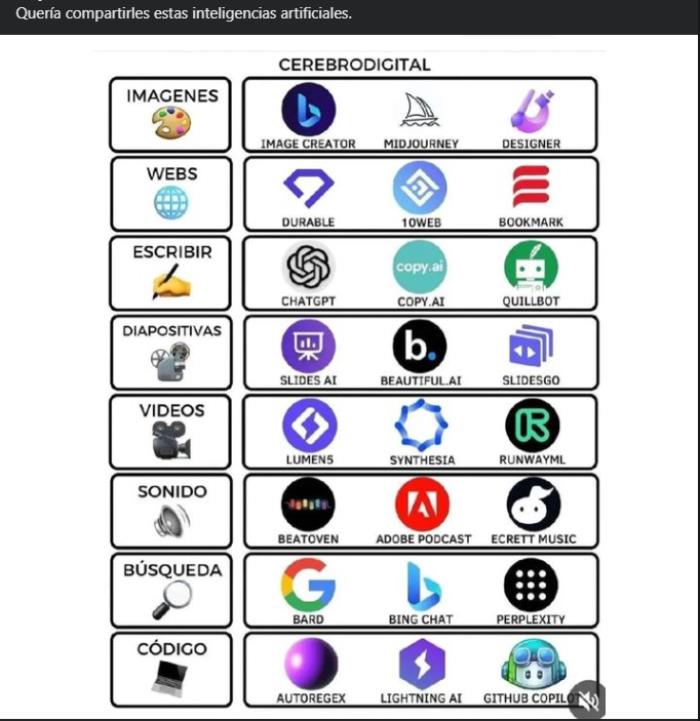 Quería compartirles estas inteligencias artificiales.
CEREBRODIGITAL
IMAGENES
IMAGE CREATOR MIDJOURNEY DESIGNER
WEBS
DURABLE 10WEB BOOKMARK
ESCRIBIR
copy.ai
CHATGPT COPY.AI QUILLBOT
DIAPOSITIVAS
b.
SLIDES AI BEAUTIFUL.AI SLIDESGO
VIDEOS
LUMEN5 SYNTHESIA RUNWAYML
SONIDO
BEATOVEN ADOBE PODCAST ECRETT MUSIC
BÚSQUEDA
BARD BING CHAT PERPLEXITY
CÓDIGO
AUTOREGEX LIGHTNING AI GITHUB COPILO